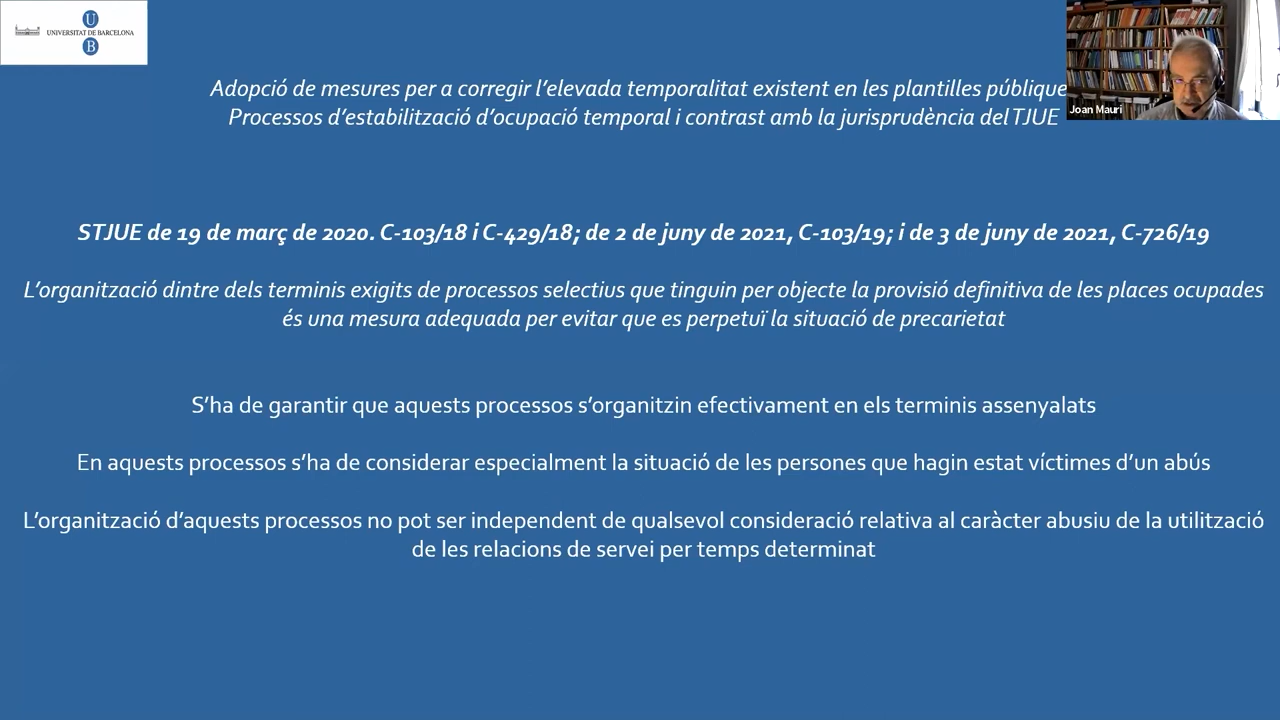 U
UNIVERSITAT DE BARCELONA
B
Joan Mauri
Adopció de mesures per a corregir l’elevada temporalitat existent en les plantilles públique
Processos d’estabilització d’ocupació temporal i contrast amb la jurisprudència del TJUE
STJUE de 19 de març de 2020. C-103/18 i C-429/18; de 2 de juny de 2021, C-103/19; i de 3 de juny de 2021, C-726/19
L’organització dintre dels terminis exigits de processos selectius que tinguin per objecte la provisió definitiva de les places ocupades
és una mesura adequada per evitar que es perpetuï la situació de precarietat
S’ha de garantir que aquests processos s’organitzin efectivament en els terminis assenyalats
En aquests processos s’ha de considerar especialment la situació de les persones que hagin estat víctimes d’un abús
L’organització d’aquests processos no pot ser independent de qualsevol consideració relativa al caràcter abusiu de la utilització
de les relacions de servei per temps determinat